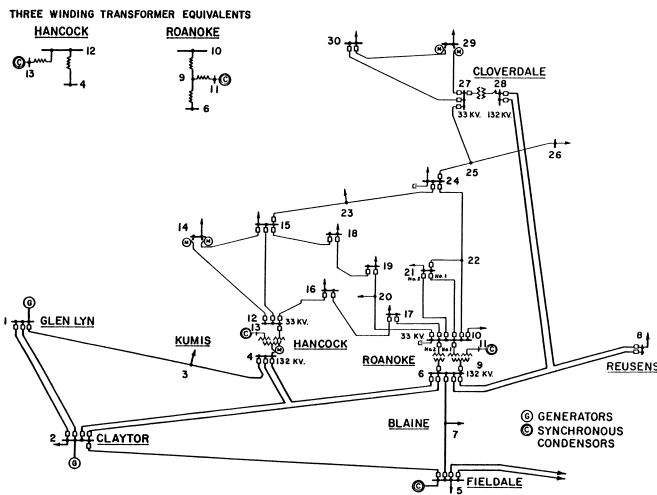 THREE WINDING TRANSFORMER EQUIVALENTS
HANCOCK
ROANOKE
12
C
13
4
10
9
C
11
6
30
29
M
M
CLOVERDALE
27
28
33 KV.
132 KV.
25
26
24
23
14
M
M
15
18
19
22
21
No.2
No.1
20
16
17
G
1
GLEN LYN
KUMIS
3
12
33 KV.
C
13
HANCOCK
M
4
132 KV.
33 KV.
10
No.2
No.1
11
C
ROANOKE
9
6
132 KV.
8
REUSENS
BLAINE
7
G GENERATORS
C SYNCHRONOUS
CONDENSORS
2
CLAYTOR
G
C
5
FIELDALE